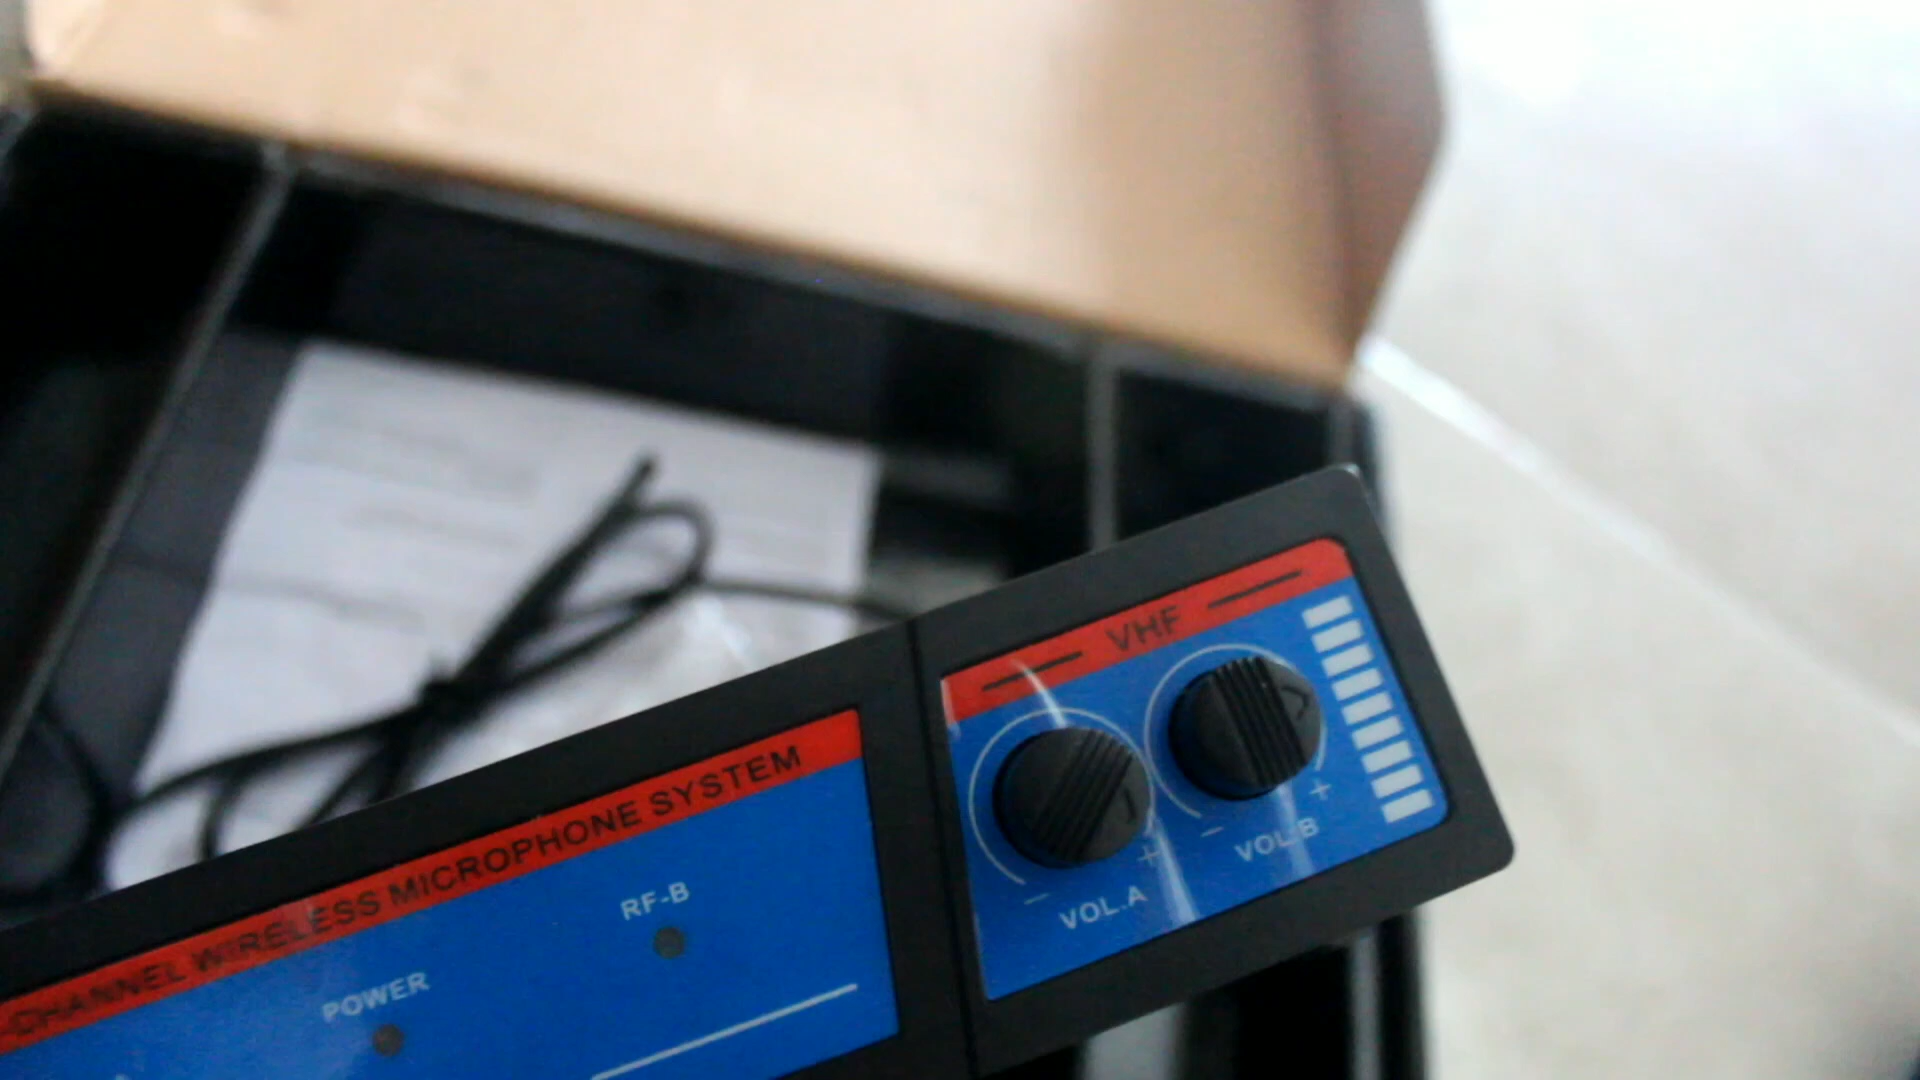 -CHANNEL WIRELESS MICROPHONE SYSTEM
POWER
RF-B
VHF
VOL.A
VOL.B
- +
- +